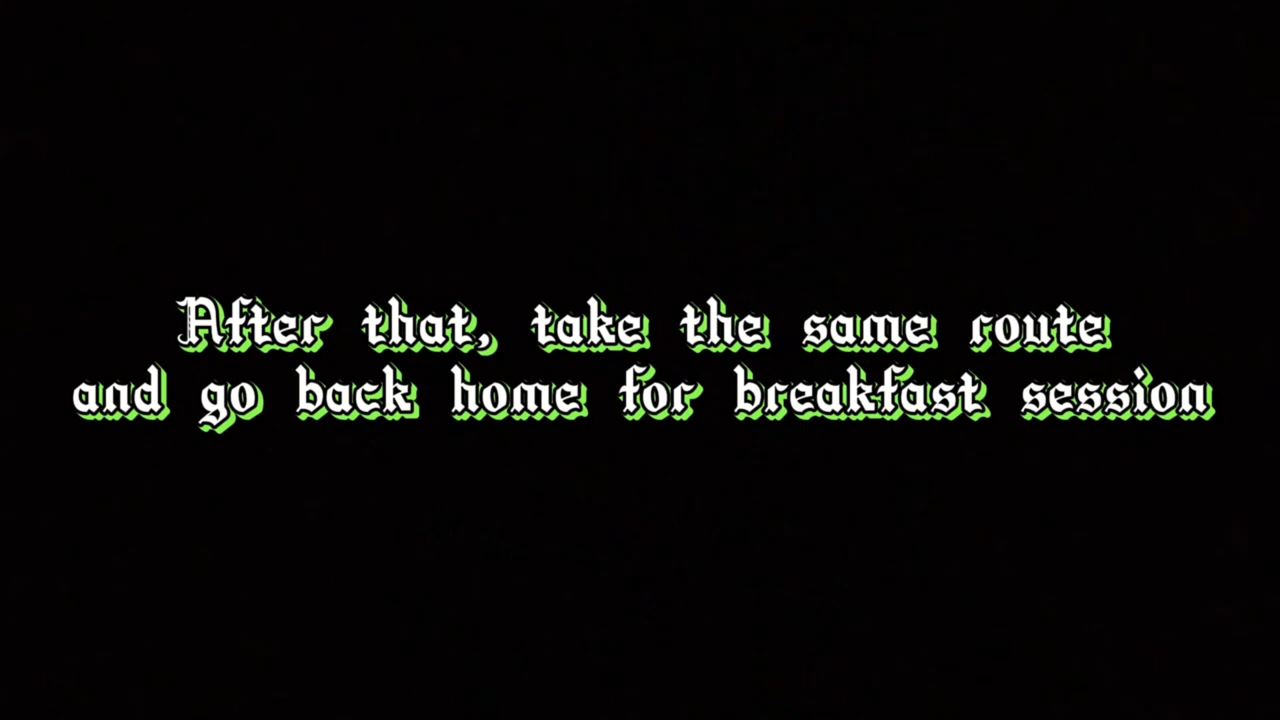 After that, take the same route
and go back home for breakfast session